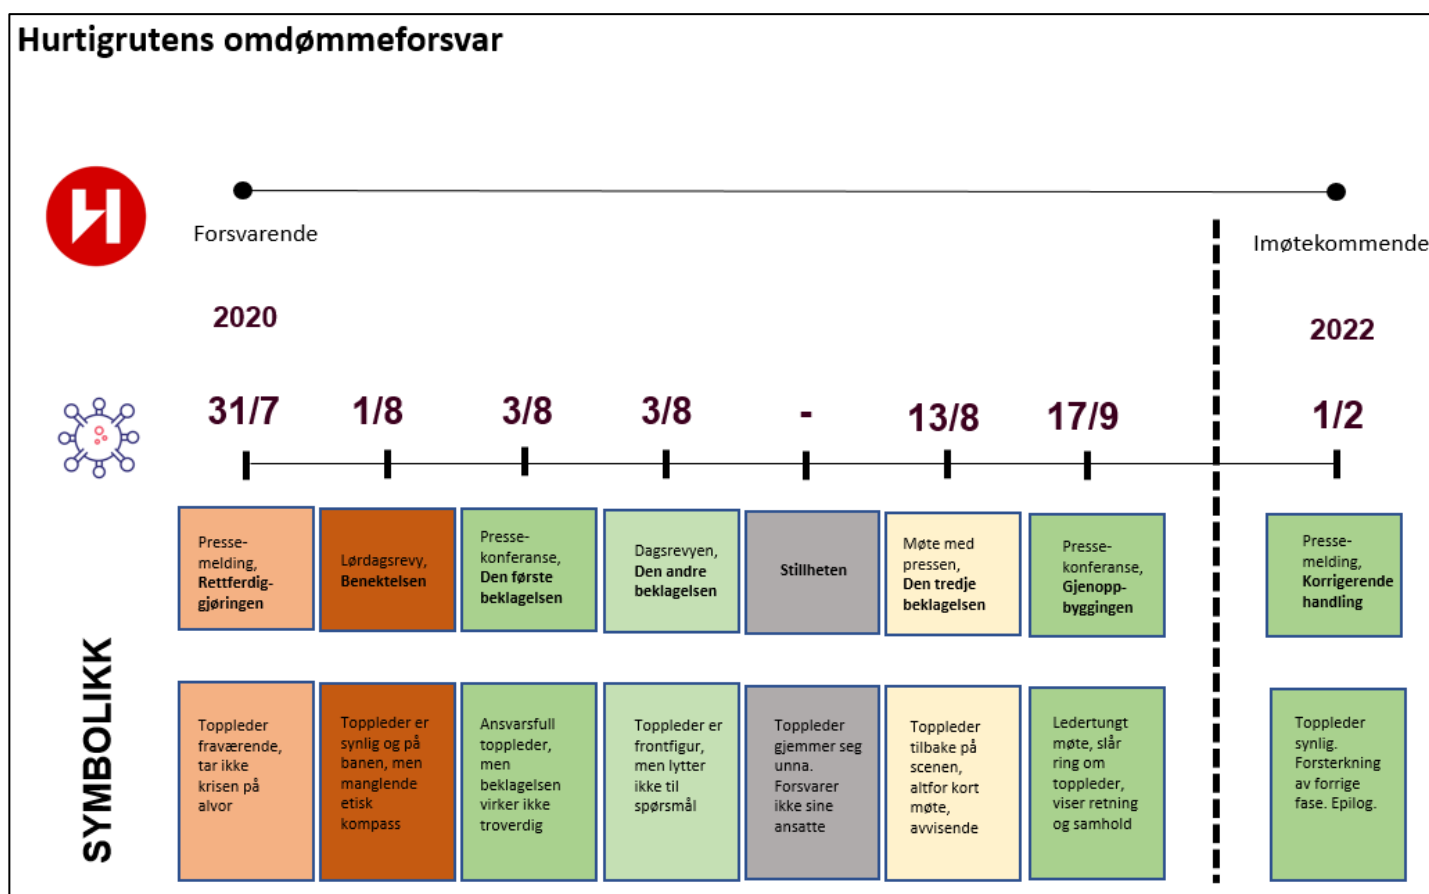 Hurtigrutens omdømmeforsvar
H
Forsvarende
Imøtekommende
2020
2022
31/7
1/8
3/8
3/8
-
13/8
17/9
1/2
Presse-
melding,
Rettferdig-
gjøringen
Lørdagsrevy,
Benektelsen
Presse-
konferanse,
Den første
beklagelsen
Dagsrevyen,
Den andre
beklagelsen
Stillheten
Møte med
pressen,
Den tredje
beklagelsen
Presse-
konferanse,
Gjenopp-
byggingen
Presse-
melding,
Korrigerende
handling
SYMBOLIKK
Toppleder
fraværende,
tar ikke
krisen på
alvor
Toppleder er
synlig og på
banen, men
manglende
etisk
kompass
Ansvarsfull
toppleder,
men
beklagelsen
virker ikke
troverdig
Toppleder er
frontfigur,
men lytter
ikke til
spørsmål
Toppleder
gjemmer seg
unna.
Forsvarer
ikke sine
ansatte
Toppleder
tilbake på
scenen,
altfor kort
møte,
avvisende
Ledertungt
møte, slår
ring om
toppleder,
viser retning
og samhold
Toppleder
synlig.
Forsterkning
av forrige
fase. Epilog.